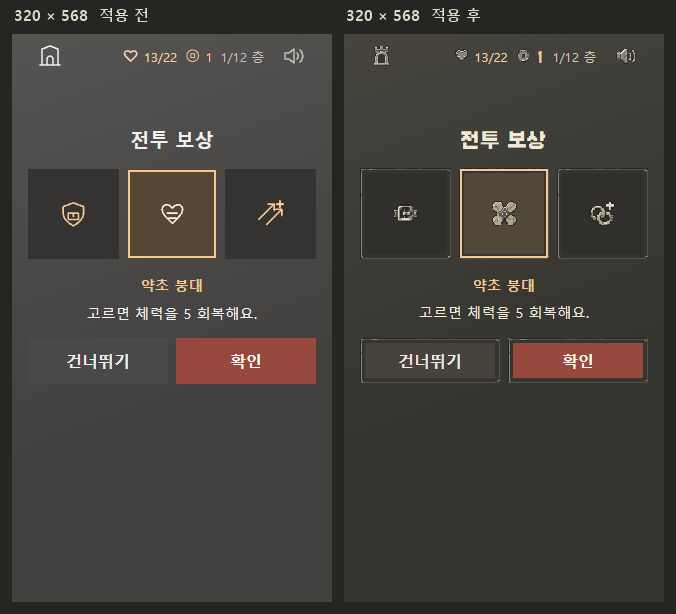 320 × 568 적용 전
13/22 1 1/12 층
전투 보상
약초 붕대
고르면 체력을 5 회복해요.
건너뛰기 확인
320 × 568 적용 후
13/22 1 1/12 층
전투 보상
약초 붕대
고르면 체력을 5 회복해요.
건너뛰기 확인